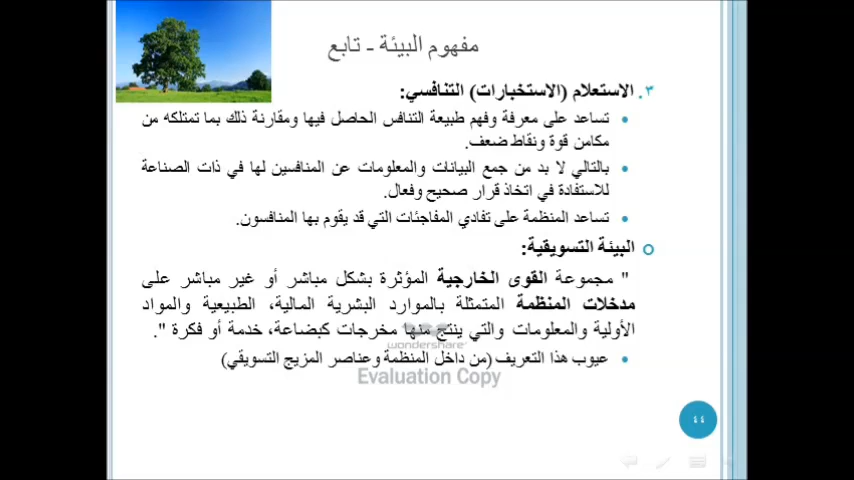 مفهوم البيئة - تابع
٣. الاستعلام (الاستخبارات) التنافسي:
• تساعد على معرفة وفهم طبيعة التنافس الحاصل فيها ومقارنة ذلك بما تمتلكه من
مكامن قوة ونقاط ضعف.
• بالتالي لا بد من جمع البيانات والمعلومات عن المنافسين لها في ذات الصناعة
للاستفادة في اتخاذ قرار صحيح وفعال.
• تساعد المنظمة على تفادي المفاجئات التي قد يقوم بها المنافسون.
البيئة التسويقية:
" مجموعة القوى الخارجية المؤثرة بشكل مباشر أو غير مباشر على
مدخلات المنظمة المتمثلة بالموارد البشرية المالية، الطبيعية والمواد
الأولية والمعلومات والتي ينتج منها مخرجات كبضاعة، خدمة أو فكرة ".
wondershare
• عيوب هذا التعريف (من داخل المنظمة وعناصر المزيج التسويقي)
Evaluation Copy
٤٤